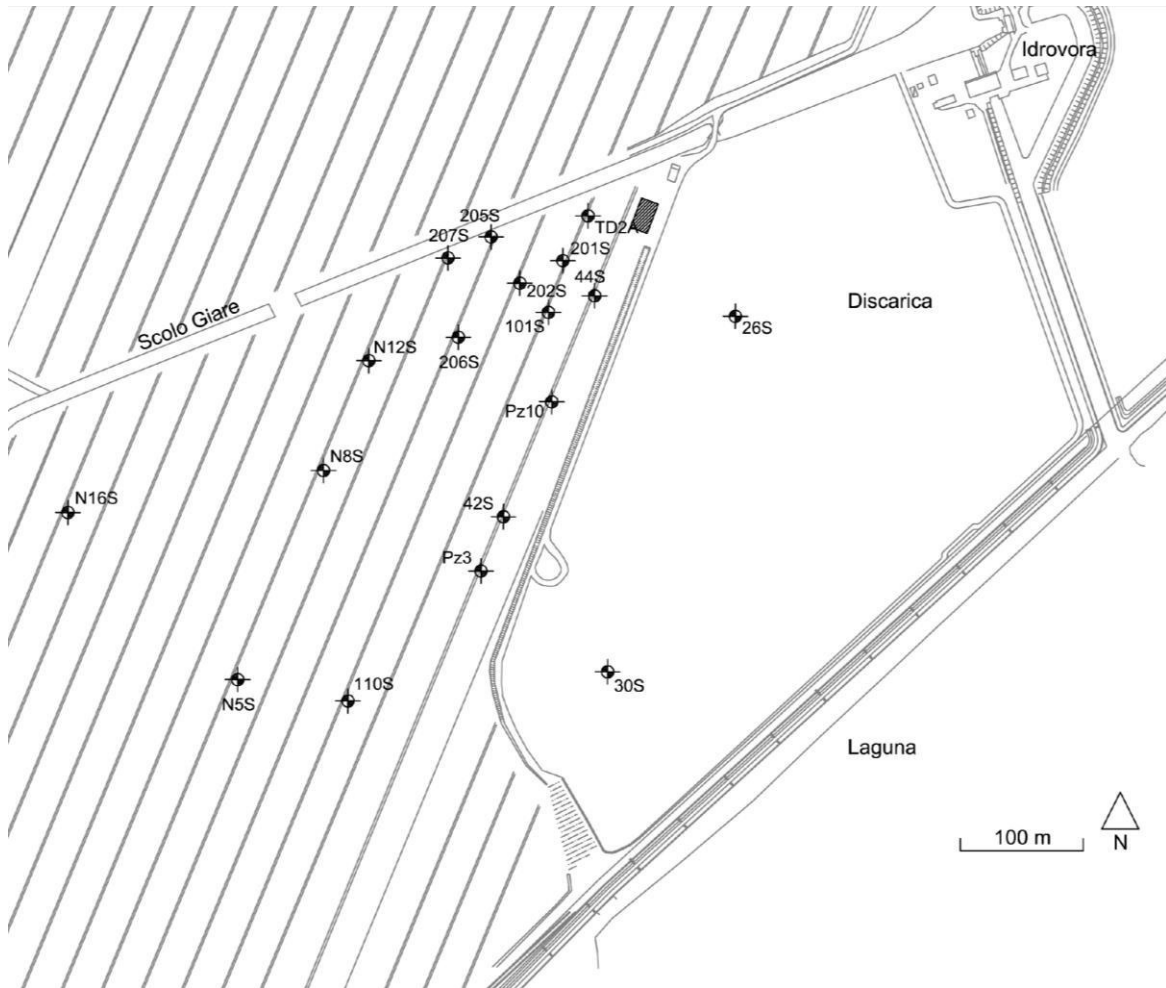 Idrovora
205S
TD2A
207S
201S
44S
202S
Discarica
Scolo Giare
101S
26S
N12S
206S
Pz10
N8S
N16S
42S
Pz3
30S
110S
N5S
Laguna
100 m
N